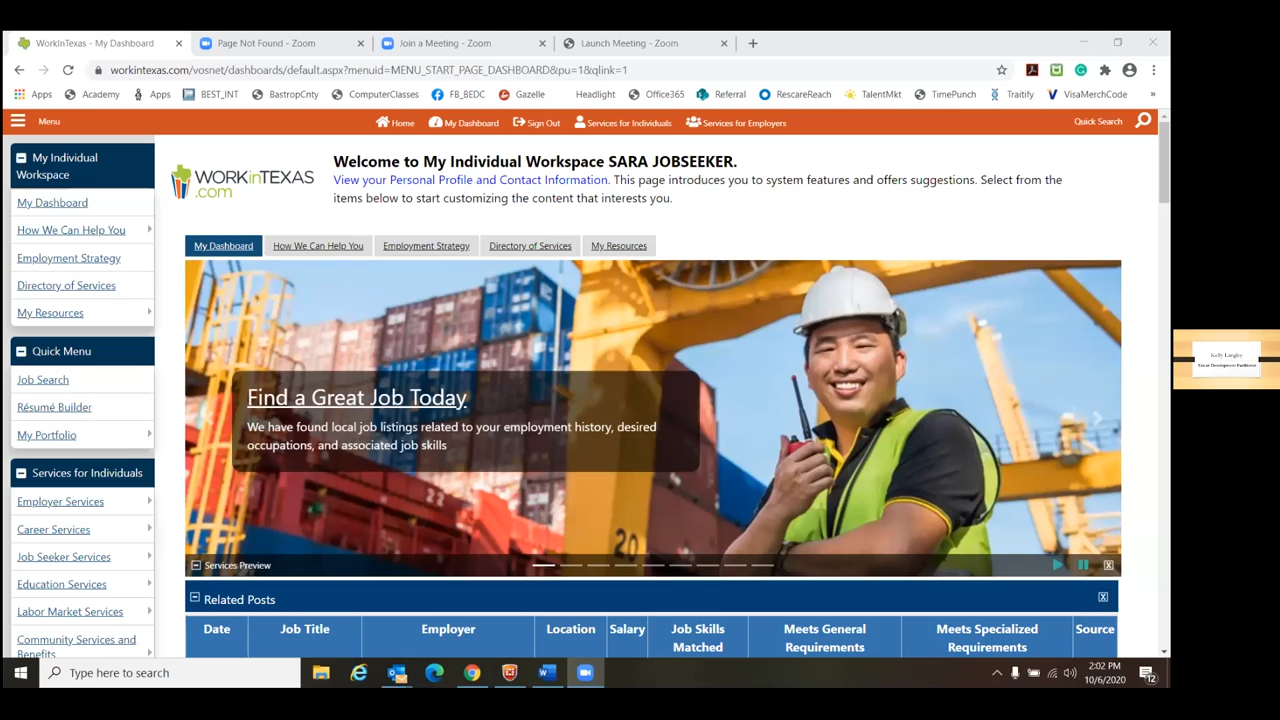 WorkInTexas - My Dashboard
Page Not Found - Zoom
Join a Meeting - Zoom
Launch Meeting - Zoom
workintexas.com/vosnet/dashboards/default.aspx?menuid=MENU_START_PAGE_DASHBOARD&pu=1&qlink=1
Apps Academy Apps BEST_INT BastropCnty ComputerClasses FB_BEDC Gazelle Headlight Office365 Referral RescareReach TalentMkt TimePunch Traitify VisaMerchCode »
Menu Home My Dashboard Sign Out Services for Individuals Services for Employers Quick Search
My Individual
Workspace
My Dashboard
How We Can Help You
Employment Strategy
Directory of Services
My Resources
Quick Menu
Job Search
Résumé Builder
My Portfolio
Services for Individuals
Employer Services
Career Services
Job Seeker Services
Education Services
Labor Market Services
Community Services and
Benefits
WORKinTEXAS
.com
Welcome to My Individual Workspace SARA JOBSEEKER.
View your Personal Profile and Contact Information. This page introduces you to system features and offers suggestions. Select from the
items below to start customizing the content that interests you.
My Dashboard How We Can Help You Employment Strategy Directory of Services My Resources
Find a Great Job Today
We have found local job listings related to your employment history, desired
occupations, and associated job skills
20
Services Preview
Related Posts
Date Job Title Employer Location Salary Job Skills Matched Meets General Requirements Meets Specialized Requirements Source
Kelly Langley
Talent Development Facilitator
Type here to search
2:02 PM
10/6/2020
12